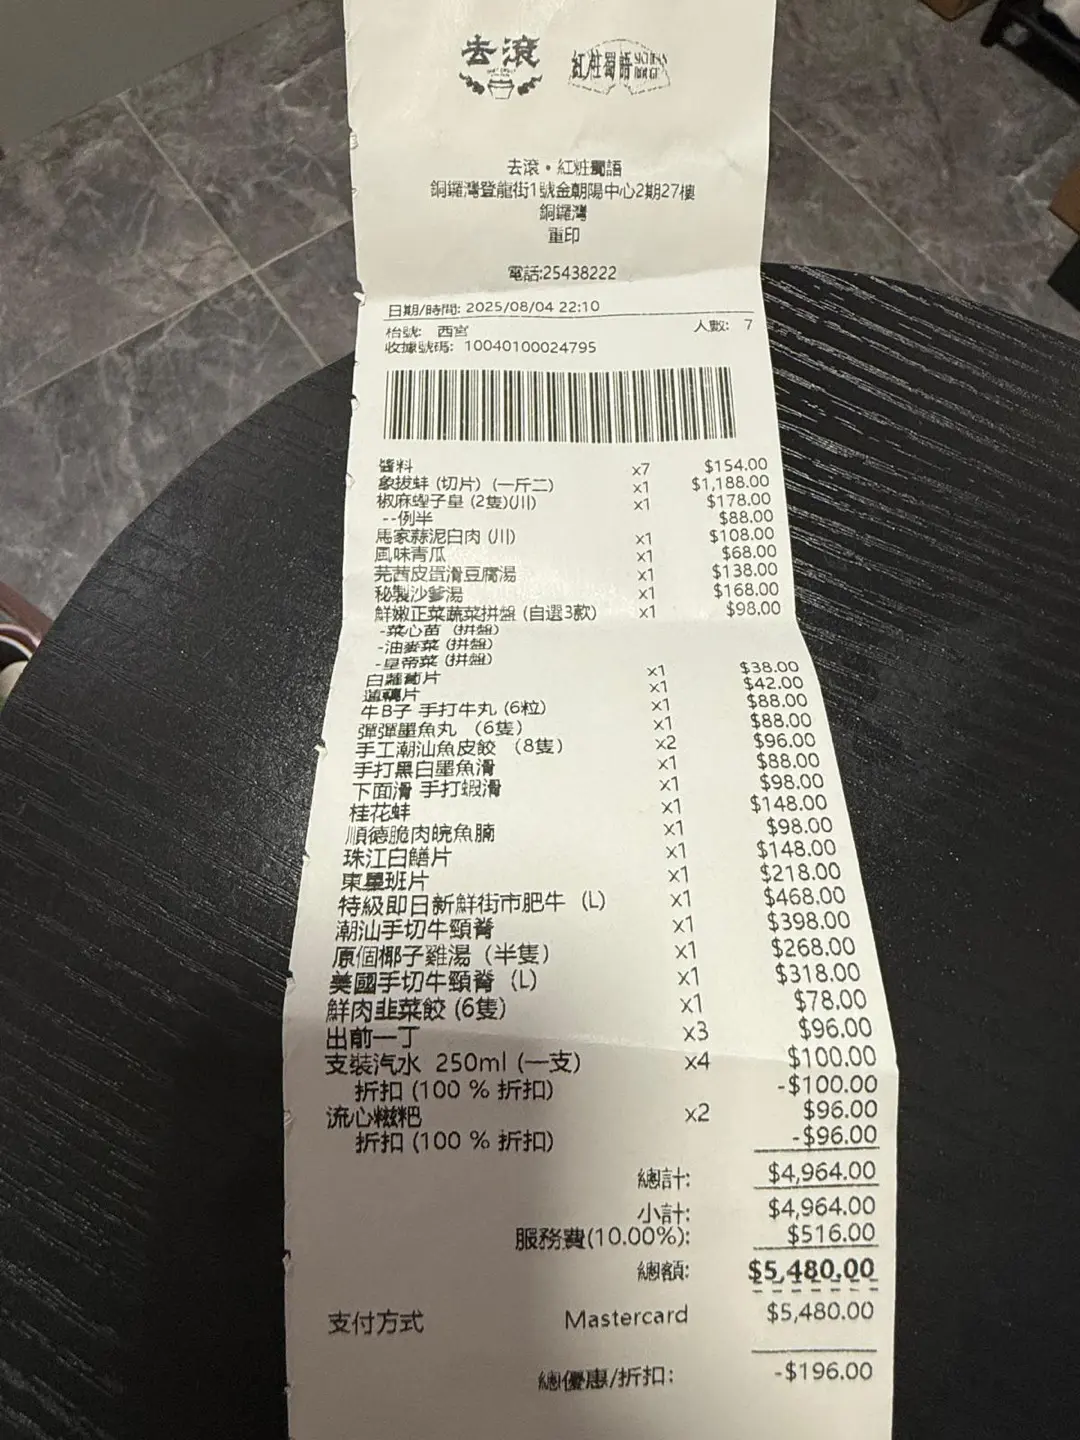 去滾
紅粧蜀語 SICHUAN ROUGE
去滾・紅粧蜀語
銅鑼灣登龍街1號金朝陽中心2期27樓
銅鑼灣
重印
電話:25438222
日期/時間: 2025/08/04 22:10
枱號: 西宮 人數: 7
收據號碼: 10040100024795
醬料 x7 $154.00
象拔蚌 (切片) (一斤二) x1 $1,188.00
椒麻蟶子皇 (2隻)(川) x1 $178.00
--例半 $88.00
馬家蒜泥白肉 (川) x1 $108.00
風味青瓜 x1 $68.00
芫茜皮蛋滑豆腐湯 x1 $138.00
秘製沙爹湯 x1 $168.00
鮮嫩正菜蔬菜拼盤 (自選3款) x1 $98.00
-菜心苗 (拼盤)
-油麥菜 (拼盤)
-皇帝菜 (拼盤)
白蘿蔔片 x1 $38.00
蓮藕片 x1 $42.00
牛B子 手打牛丸 (6粒) x1 $88.00
彈彈墨魚丸 (6隻) x1 $88.00
手工潮汕魚皮餃 (8隻) x2 $96.00
手打黑白墨魚滑 x1 $88.00
下面滑 手打蝦滑 x1 $98.00
桂花蚌 x1 $148.00
順德脆肉皖魚腩 x1 $98.00
珠江白鱔片 x1 $148.00
東星班片 x1 $218.00
特級即日新鮮街市肥牛 (L) x1 $468.00
潮汕手切牛頸脊 x1 $398.00
原個椰子雞湯 (半隻) x1 $268.00
美國手切牛頸脊 (L) x1 $318.00
鮮肉韭菜餃 (6隻) x1 $78.00
出前一丁 x3 $96.00
支裝汽水 250ml (一支) x4 $100.00
折扣 (100 % 折扣) -$100.00
流心糍粑 x2 $96.00
折扣 (100 % 折扣) -$96.00
總計: $4,964.00
小計: $4,964.00
服務費(10.00%): $516.00
總額: $5,480.00
支付方式 Mastercard $5,480.00
總優惠/折扣: -$196.00